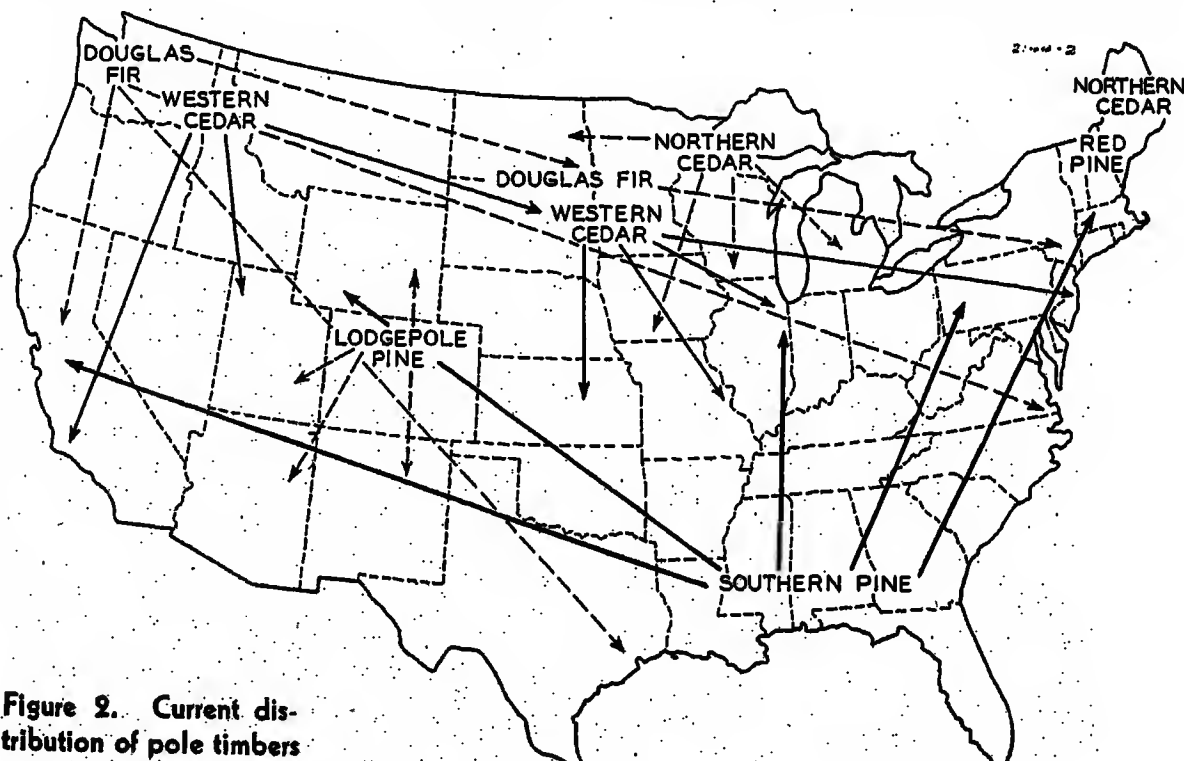 DOUGLAS
FIR
WESTERN
CEDAR
NORTHERN
CEDAR
NORTHERN
CEDAR
RED
PINE
DOUGLAS FIR
WESTERN
CEDAR
LODGEPOLE
PINE
SOUTHERN PINE
Figure 2. Current dis-
tribution of pole timbers